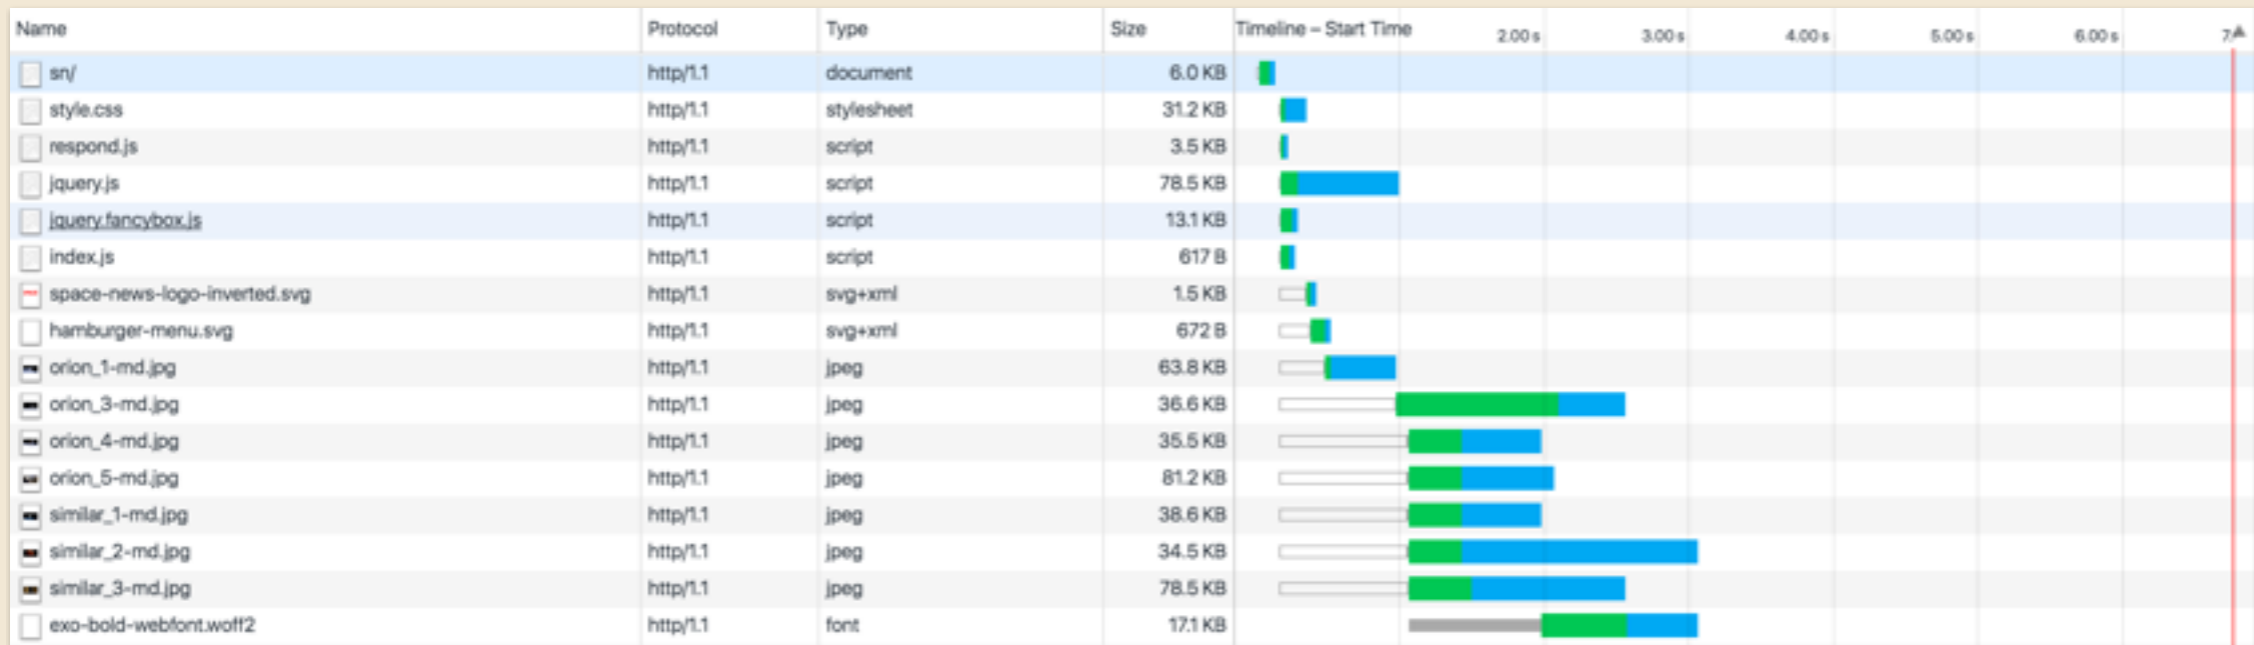 Name Protocol Type Size Timeline – Start Time 2.00 s 3.00 s 4.00 s 5.00 s 6.00 s 7.
sn/ http/1.1 document 6.0 KB
style.css http/1.1 stylesheet 31.2 KB
respond.js http/1.1 script 3.5 KB
jquery.js http/1.1 script 78.5 KB
jquery.fancybox.js http/1.1 script 13.1 KB
index.js http/1.1 script 617 B
space-news-logo-inverted.svg http/1.1 svg+xml 1.5 KB
hamburger-menu.svg http/1.1 svg+xml 672 B
orion_1-md.jpg http/1.1 jpeg 63.8 KB
orion_3-md.jpg http/1.1 jpeg 36.6 KB
orion_4-md.jpg http/1.1 jpeg 35.5 KB
orion_5-md.jpg http/1.1 jpeg 81.2 KB
similar_1-md.jpg http/1.1 jpeg 38.6 KB
similar_2-md.jpg http/1.1 jpeg 34.5 KB
similar_3-md.jpg http/1.1 jpeg 78.5 KB
exo-bold-webfont.woff2 http/1.1 font 17.1 KB